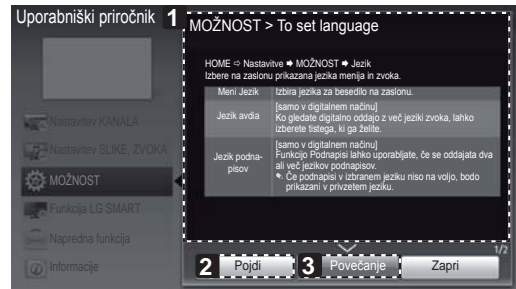 Uporabniški priročnik
1
MOŽNOST > To set language
HOME ⇨ Nastavitve ➡ MOŽNOST ➡ Jezik
Izbere na zaslonu prikazana jezika menija in zvoka.
Meni Jezik
Izbira jezika za besedilo na zaslonu.
Jezik avdia
[samo v digitalnem načinu]
Ko gledate digitalno oddajo z več jeziki zvoka, lahko
izberete tistega, ki ga želite.
Jezik podna-
pisov
[samo v digitalnem načinu]
Funkcijo Podnapisi lahko uporabljate, če se oddajata dva
ali več jezikov podnapisov.
Če podnapisi v izbranem jeziku niso na voljo, bodo
prikazani v privzetem jeziku.
Nastavitev KANALA
Nastavitev SLIKE, ZVOKA
MOŽNOST
Funkcija LG SMART
Napredna funkcija
Informacije
1/2
2
Pojdi
3
Povečanje
Zapri